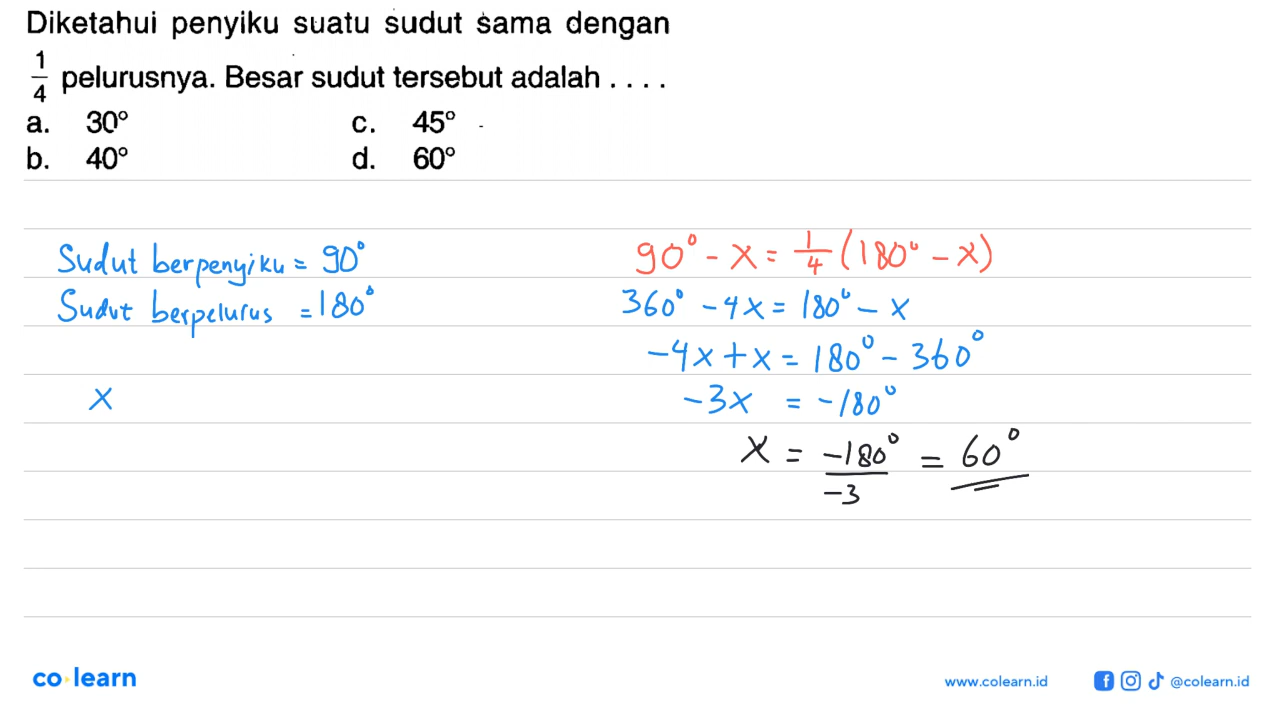 Diketahui penyiku suatu sudut sama dengan
1/4 pelurusnya. Besar sudut tersebut adalah . . . .
a. 30° c. 45°
b. 40° d. 60°
Sudut berpenyiku = 90°
Sudut berpelurus = 180°
x
90° - x = 1/4 (180° - x)
360° - 4x = 180° - x
-4x + x = 180° - 360°
-3x = -180°
x = -180°/-3 = 60°
co learn
www.colearn.id @colearn.id